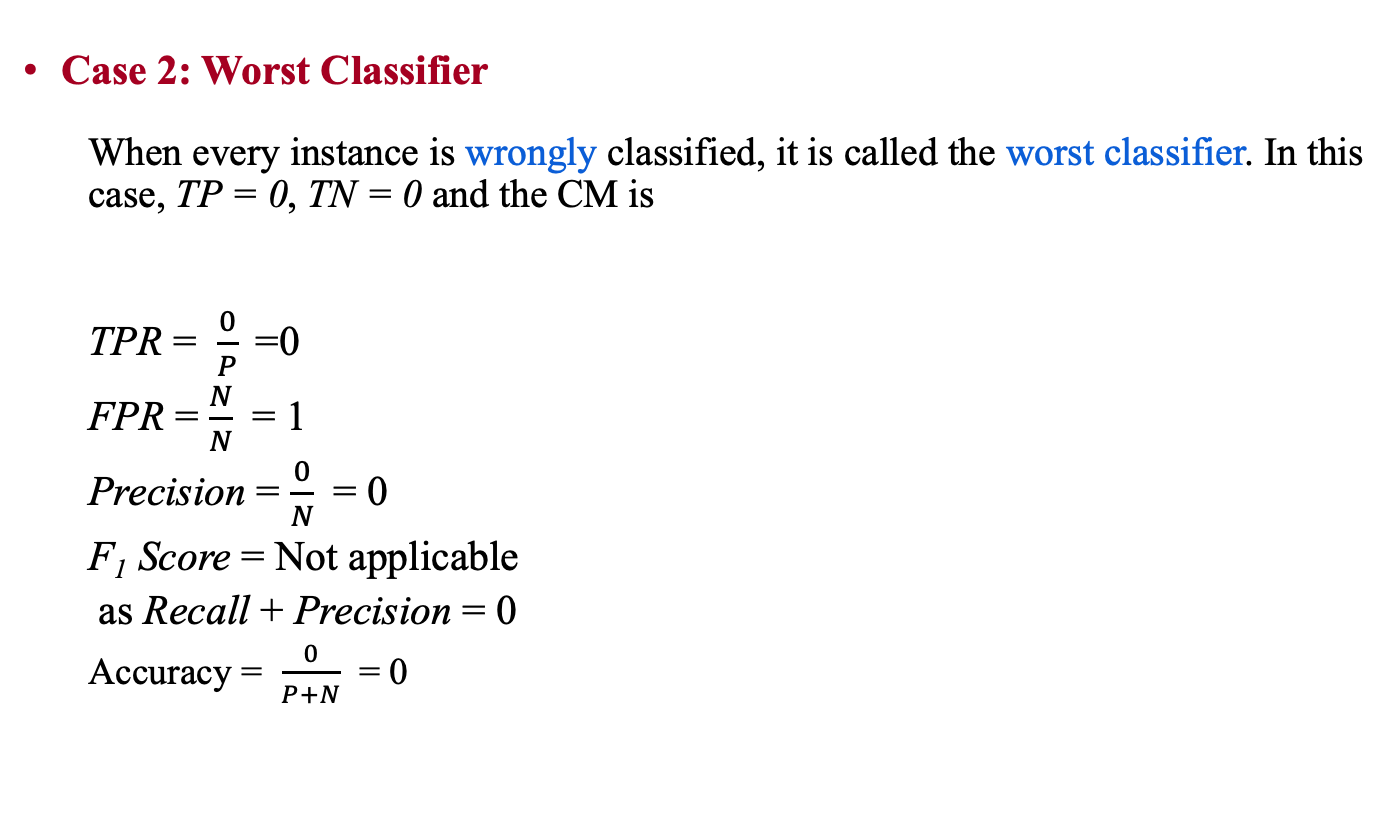 • Case 2: Worst Classifier
When every instance is wrongly classified, it is called the worst classifier. In this
case, TP = 0, TN = 0 and the CM is
TPR = 0/P =0
FPR = N/N = 1
Precision = 0/N = 0
F₁ Score = Not applicable
as Recall + Precision = 0
Accuracy = 0/P+N = 0